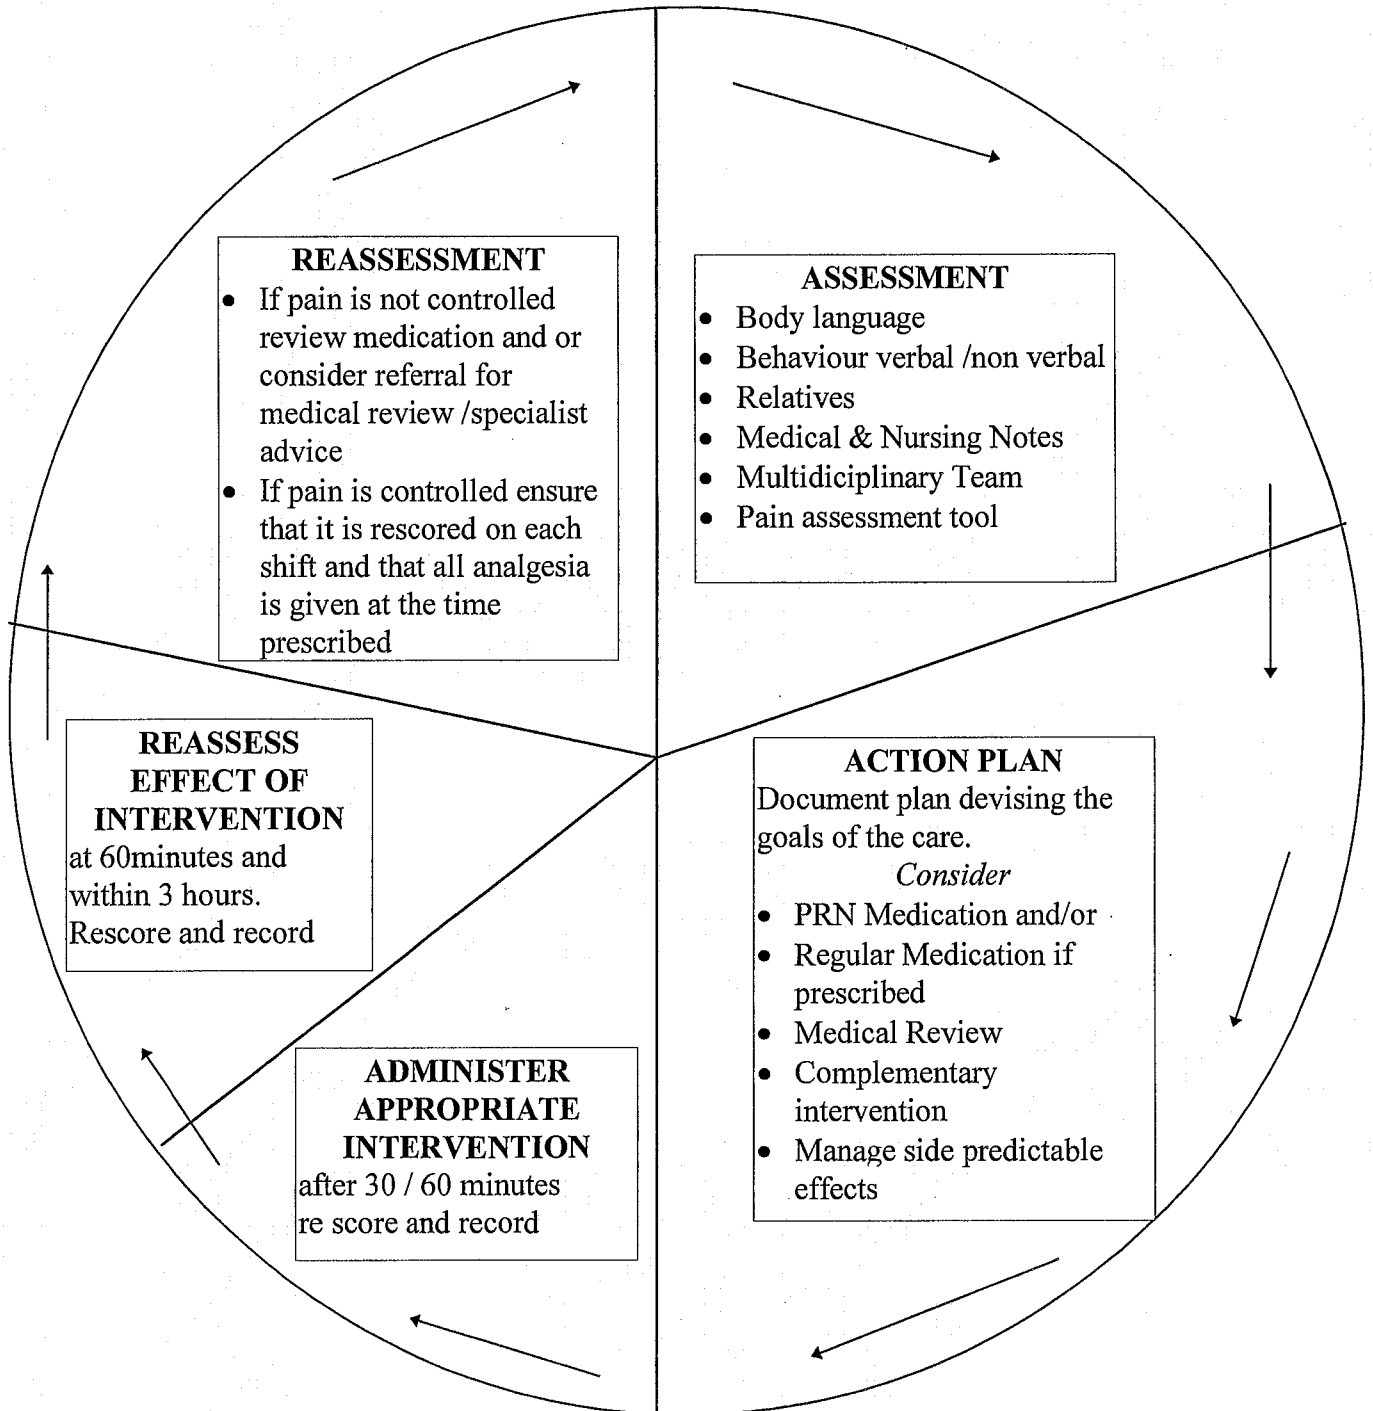 REASSESSMENT
• If pain is not controlled
review medication and or
consider referral for
medical review /specialist
advice
• If pain is controlled ensure
that it is rescored on each
shift and that all analgesia
is given at the time
prescribed
ASSESSMENT
• Body language
• Behaviour verbal /non verbal
• Relatives
• Medical & Nursing Notes
• Multidiciplinary Team
• Pain assessment tool
ACTION PLAN
Document plan devising the
goals of the care.
Consider
• PRN Medication and/or
• Regular Medication if
prescribed
• Medical Review
• Complementary
intervention
• Manage side predictable
effects
ADMINISTER
APPROPRIATE
INTERVENTION
after 30 / 60 minutes
re score and record
REASSESS
EFFECT OF
INTERVENTION
at 60minutes and
within 3 hours.
Rescore and record